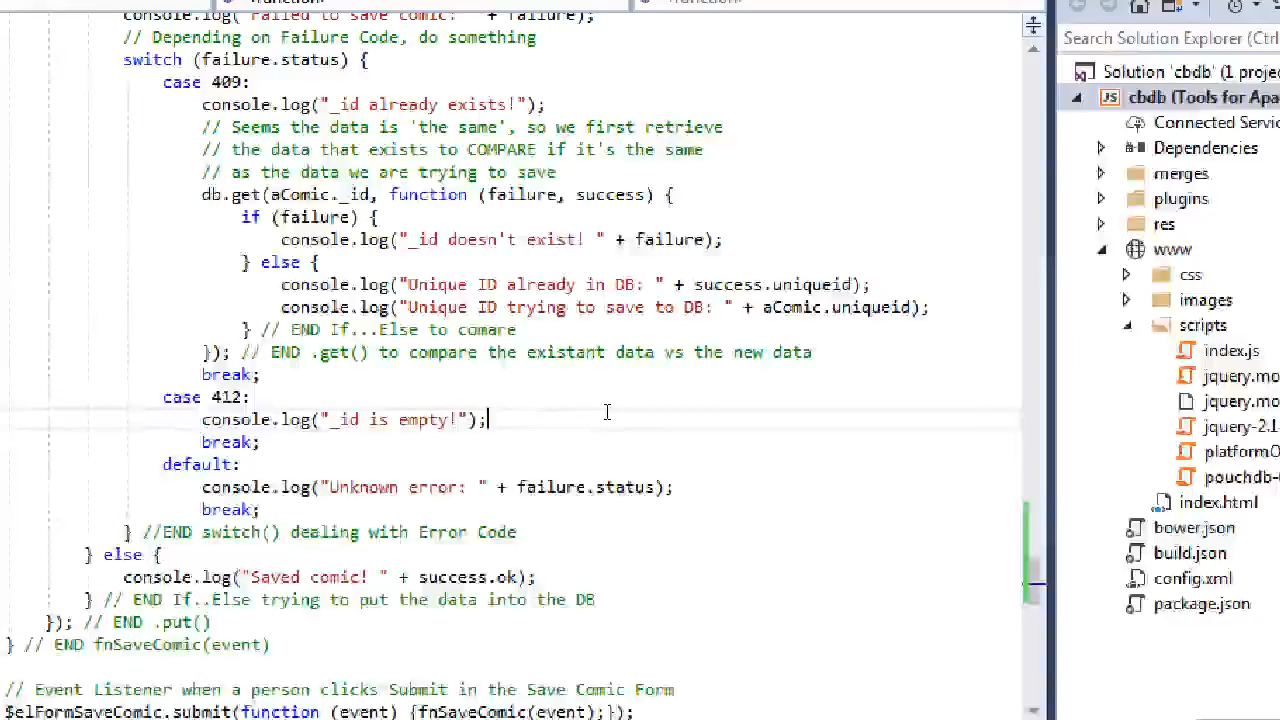 console.log("Failed to save comic: " + failure);
// Depending on Failure Code, do something
switch (failure.status) {
case 409:
console.log("_id already exists!");
// Seems the data is 'the same', so we first retrieve
// the data that exists to COMPARE if it's the same
// as the data we are trying to save
db.get(aComic._id, function (failure, success) {
if (failure) {
console.log("_id doesn't exist! " + failure);
} else {
console.log("Unique ID already in DB: " + success.uniqueid);
console.log("Unique ID trying to save to DB: " + aComic.uniqueid);
} // END If...Else to comare
}); // END .get() to compare the existant data vs the new data
break;
case 412:
console.log("_id is empty!");
break;
default:
console.log("Unknown error: " + failure.status);
break;
} //END switch() dealing with Error Code
} else {
console.log("Saved comic! " + success.ok);
} // END If..Else trying to put the data into the DB
}); // END .put()
} // END fnSaveComic(event)
// Event Listener when a person clicks Submit in the Save Comic Form
$elFormSaveComic.submit(function (event) {fnSaveComic(event);});
Search Solution Explorer (Ctrl
Solution 'cbdb' (1 projec
JS cbdb (Tools for Apa
Connected Servic
Dependencies
merges
plugins
res
www
css
images
scripts
index.js
jquery.mo
jquery.mo
jquery-2.1
platformO
pouchdb-
index.html
bower.json
build.json
config.xml
package.json